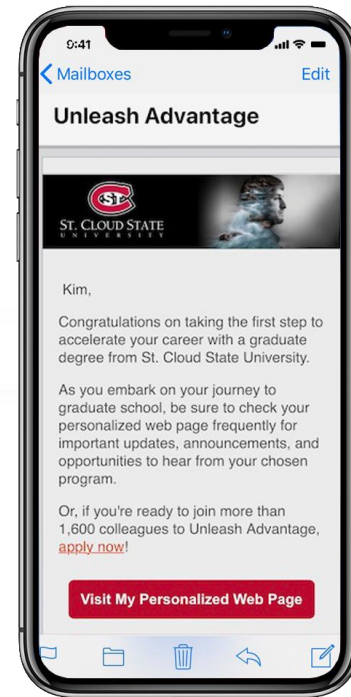 9:41
Mailboxes
Edit
Unleash Advantage
ST. CLOUD STATE
UNIVERSITY
Kim,
Congratulations on taking the first step to
accelerate your career with a graduate
degree from St. Cloud State University.
As you embark on your journey to
graduate school, be sure to check your
personalized web page frequently for
important updates, announcements, and
opportunities to hear from your chosen
program.
Or, if you're ready to join more than
1,600 colleagues to Unleash Advantage,
apply now!
Visit My Personalized Web Page